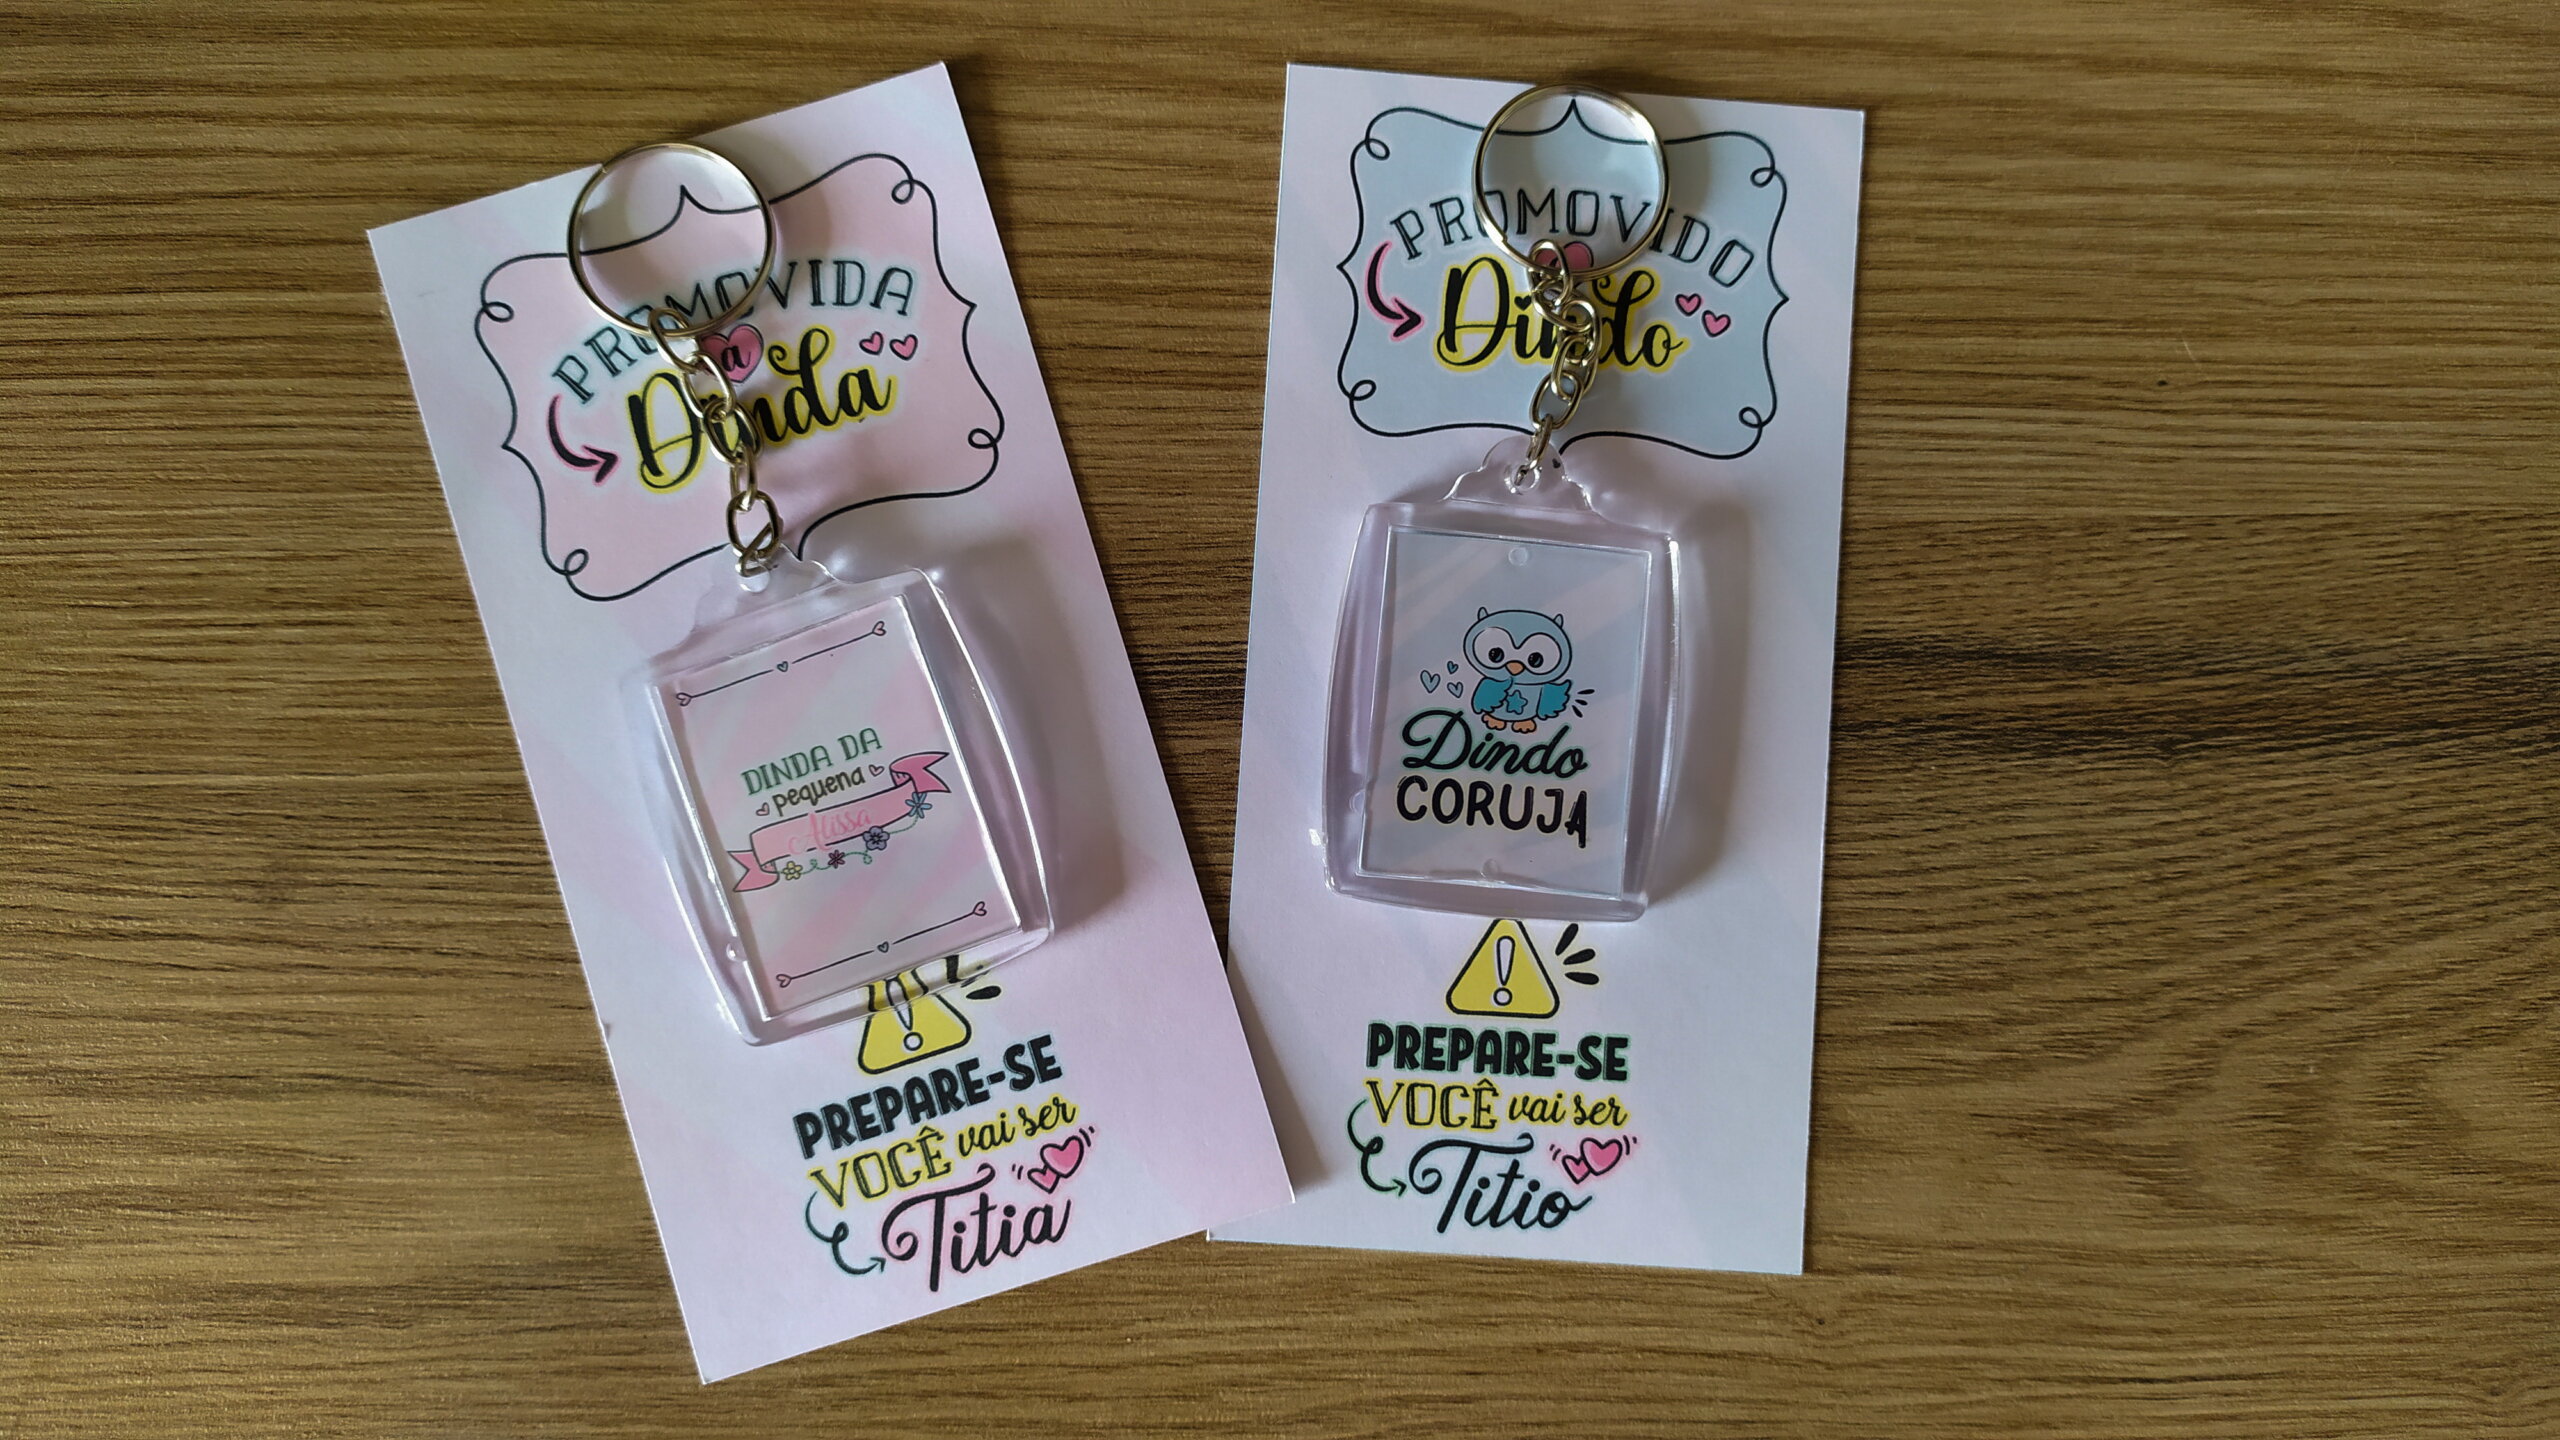 PROMOVIDA
a
Dinda
DINDA DA
pequena
Alissa
PREPARE-SE
VOCÊ vai ser
Titia
PROMOVIDO
Dindo
Dindo
CORUJA
PREPARE-SE
VOCÊ vai ser
Titio